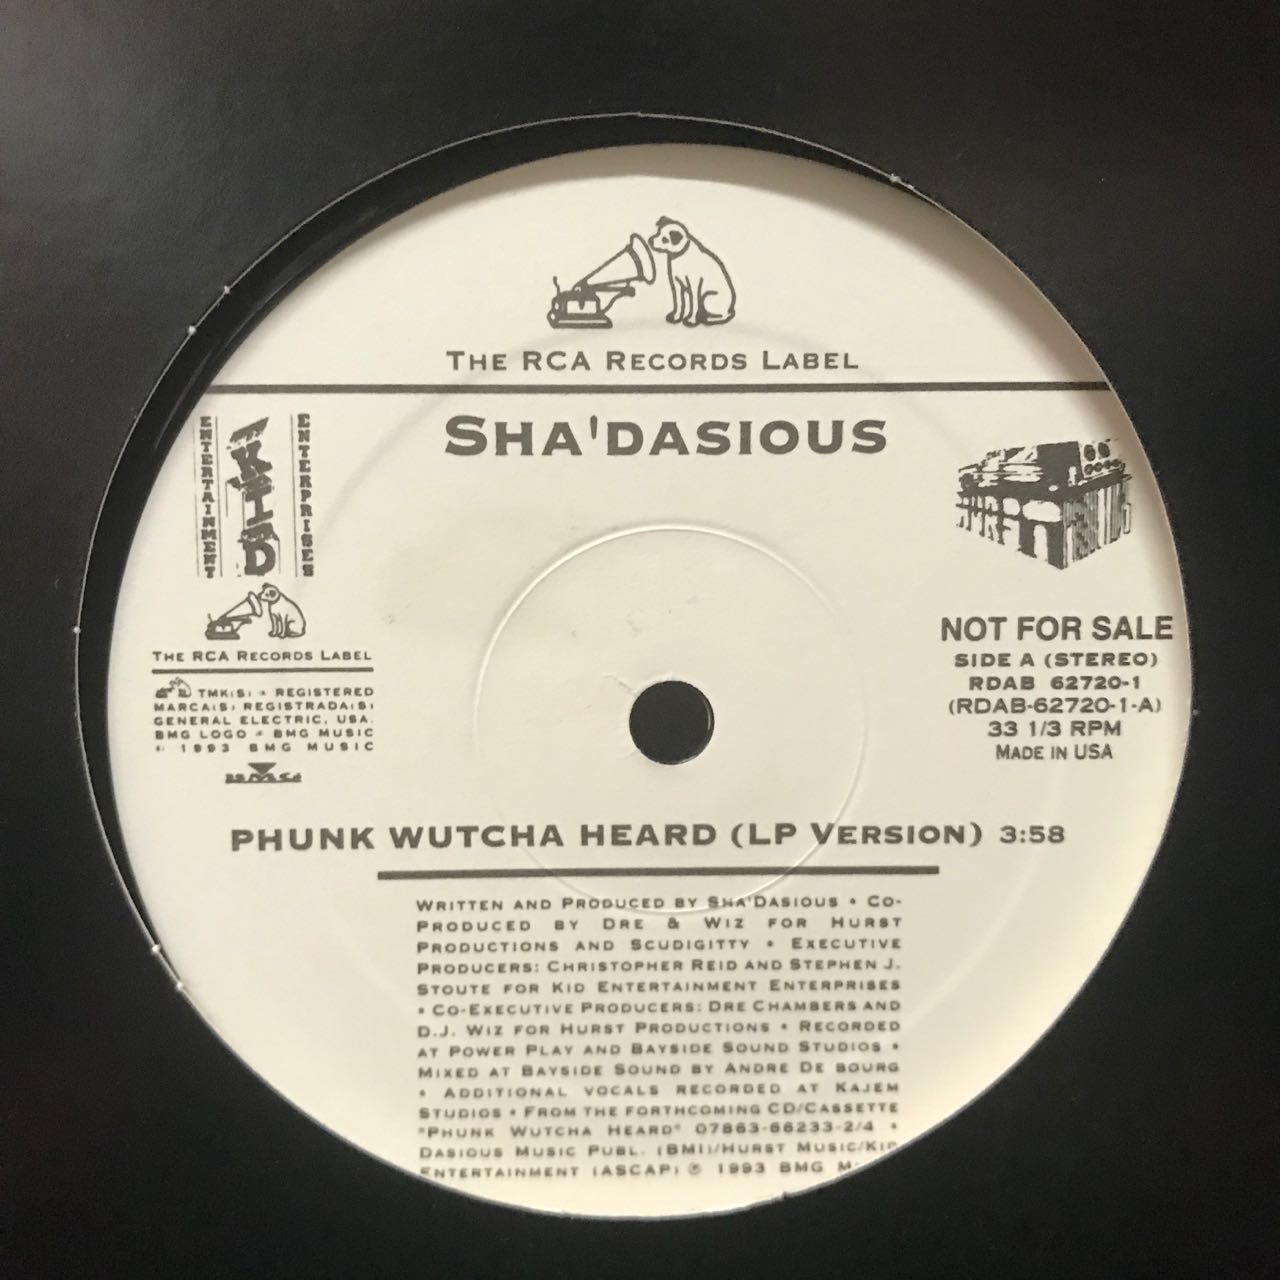 THE RCA RECORDS LABEL
SHA'DASIOUS
ENTERTAINMENT
KID
ENTERPRISES
THE RCA RECORDS LABEL
TMK(S) ® REGISTERED
MARCA(S) REGISTRADA(S)
GENERAL ELECTRIC, USA.
BMG LOGO ® BMG MUSIC
© 1993 BMG MUSIC
BMG
NOT FOR SALE
SIDE A (STEREO)
RDAB 62720-1
(RDAB-62720-1-A)
33 1/3 RPM
MADE IN USA
PHUNK WUTCHA HEARD (LP VERSION) 3:58
WRITTEN AND PRODUCED BY SHA'DASIOUS • CO-
PRODUCED BY DRE & WIZ FOR HURST
PRODUCTIONS AND SCUDIGITTY • EXECUTIVE
PRODUCERS: CHRISTOPHER REID AND STEPHEN J.
STOUTE FOR KID ENTERTAINMENT ENTERPRISES
• CO-EXECUTIVE PRODUCERS: DRE CHAMBERS AND
D.J. WIZ FOR HURST PRODUCTIONS • RECORDED
AT POWER PLAY AND BAYSIDE SOUND STUDIOS •
MIXED AT BAYSIDE SOUND BY ANDRE DE BOURG
• ADDITIONAL VOCALS RECORDED AT KAJEM
STUDIOS • FROM THE FORTHCOMING CD/CASSETTE
"PHUNK WUTCHA HEARD" 07863-66233-2/4 •
DASIOUS MUSIC PUBL. (BMI)/HURST MUSIC/KID
ENTERTAINMENT (ASCAP) ℗ 1993 BMG